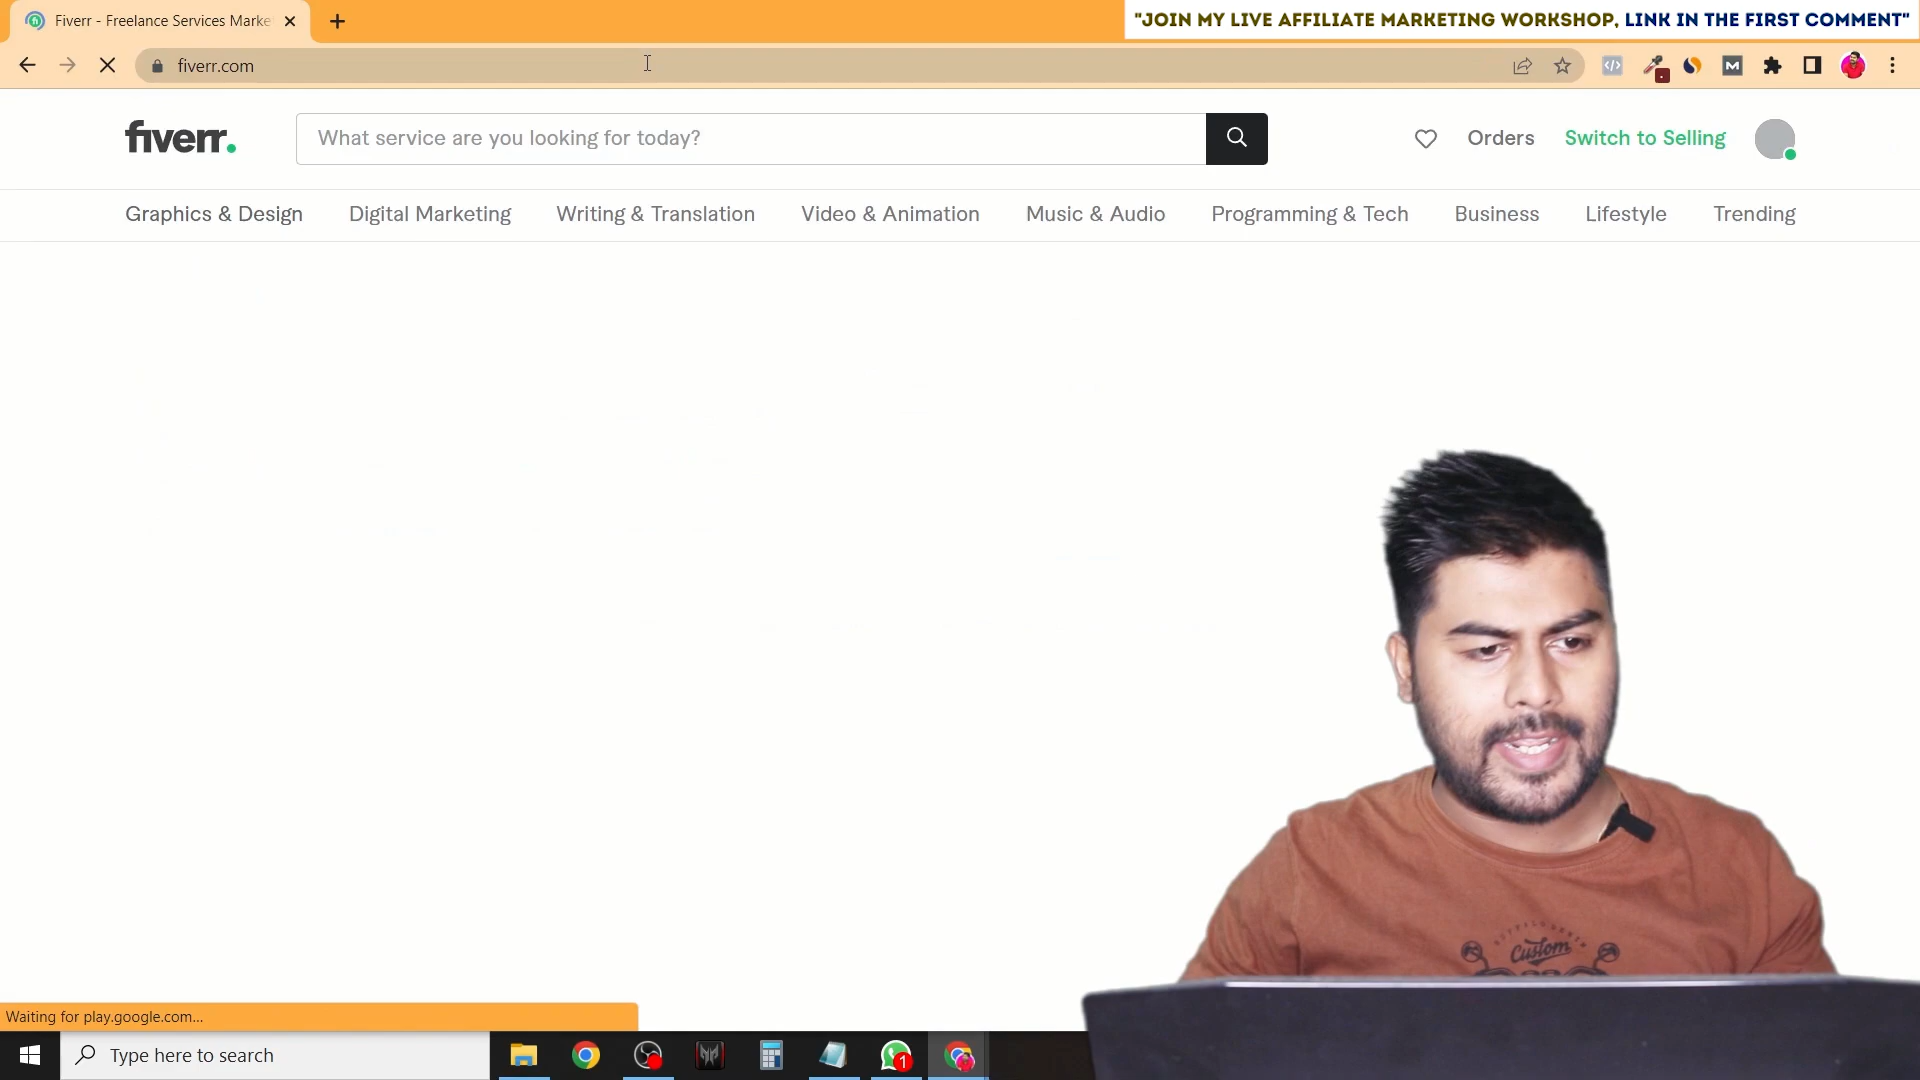 Fiverr - Freelance Services Marke
"JOIN MY LIVE AFFILIATE MARKETING WORKSHOP, LINK IN THE FIRST COMMENT"
fiverr.com
fiverr.
What service are you looking for today?
Orders
Switch to Selling
Graphics & Design
Digital Marketing
Writing & Translation
Video & Animation
Music & Audio
Programming & Tech
Business
Lifestyle
Trending
Custom
Waiting for play.google.com...
Type here to search
1